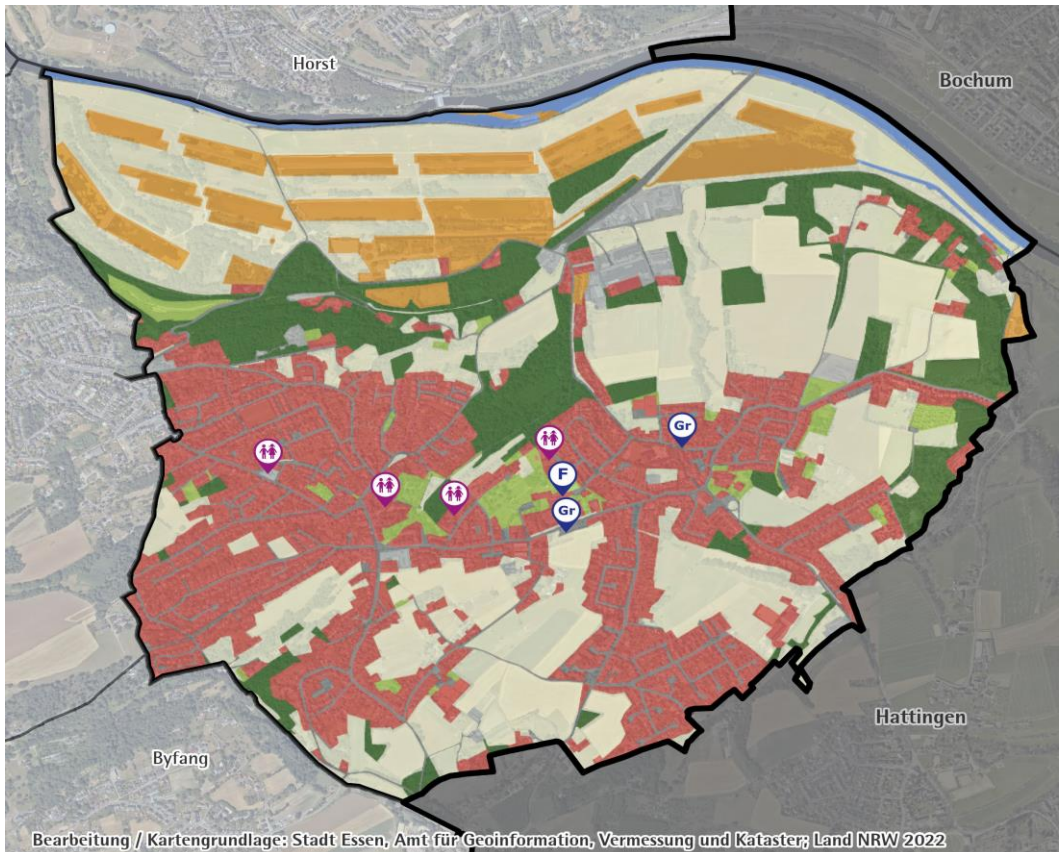 Horst
Bochum
Gr
F
Gr
Hattingen
Byfang
Bearbeitung / Kartengrundlage: Stadt Essen, Amt für Geoinformation, Vermessung und Kataster; Land NRW 2022